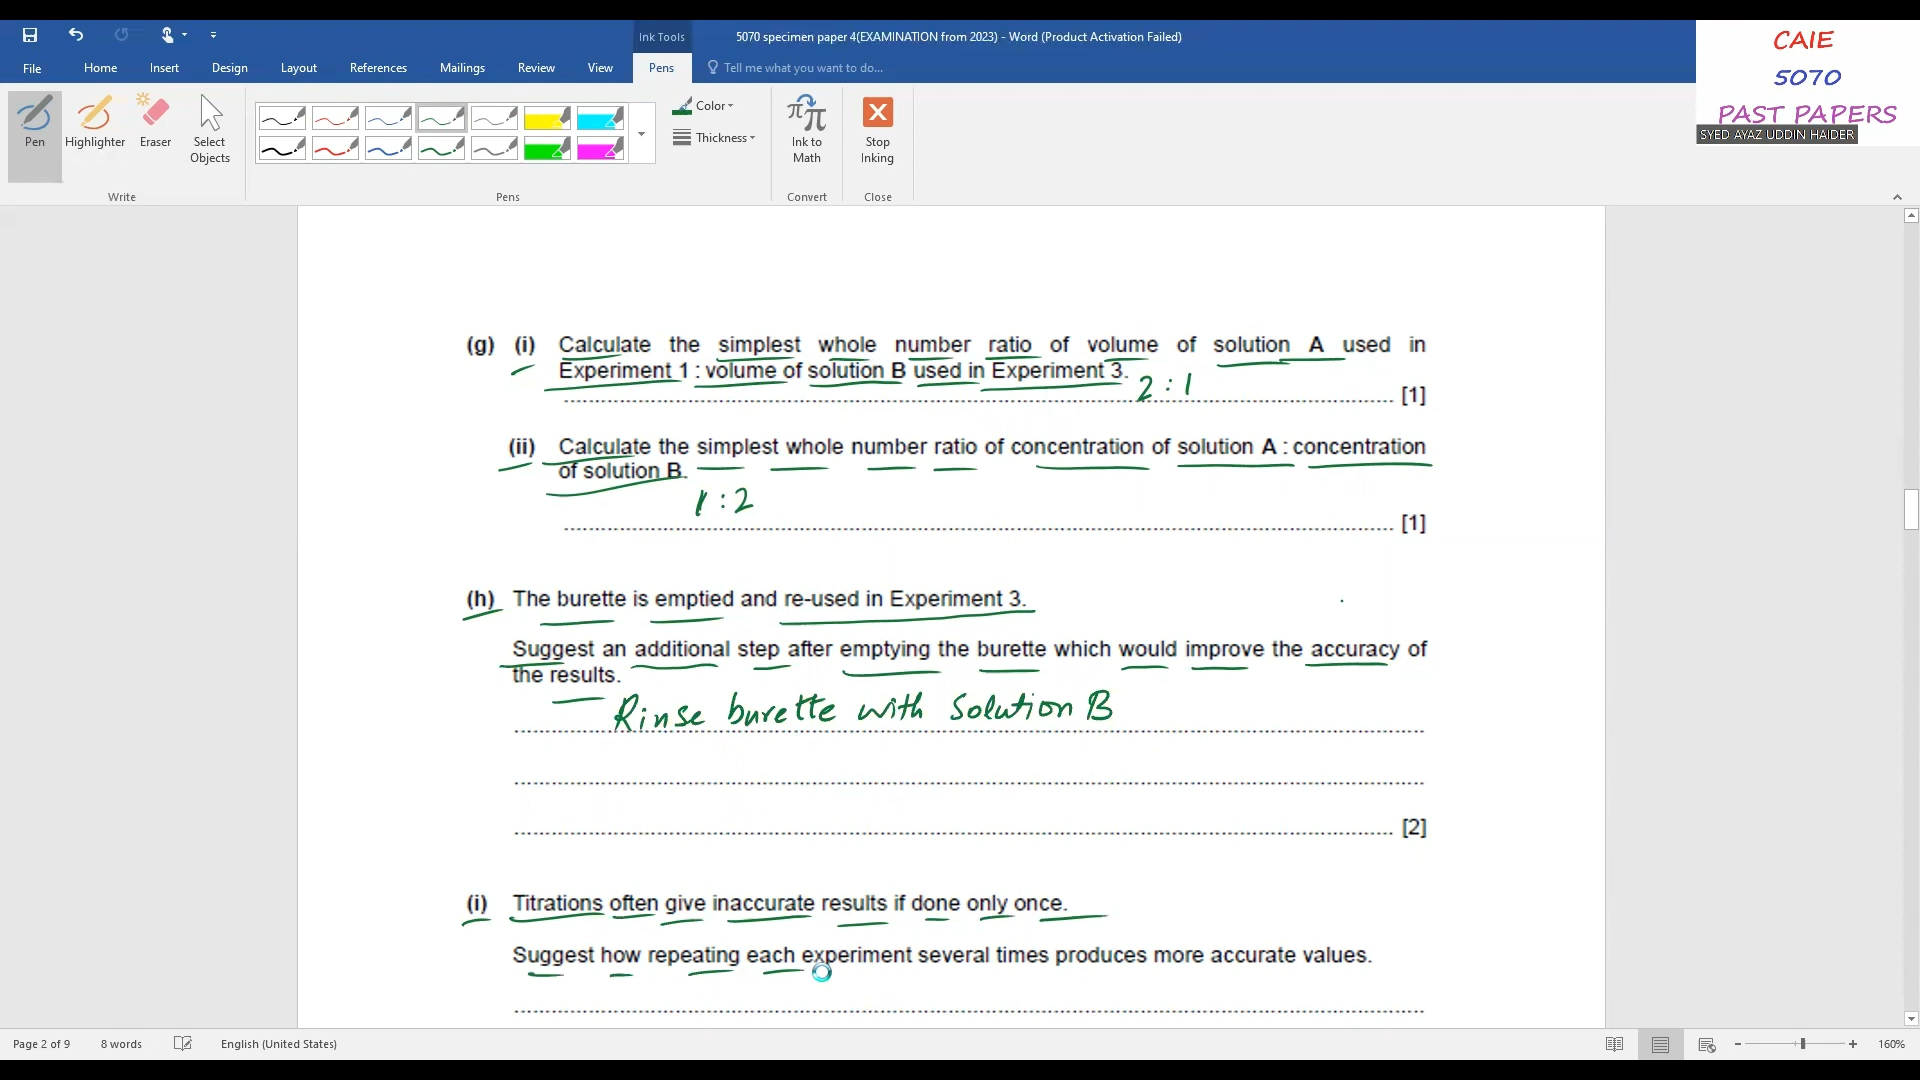 Ink Tools
5070 specimen paper 4(EXAMINATION from 2023) - Word (Product Activation Failed)
File Home Insert Design Layout References Mailings Review View Pens Tell me what you want to do...
CAIE
5070
PAST PAPERS
SYED AYAZ UDDIN HAIDER
Pen Highlighter Eraser Select Objects
Color
Thickness
Ink to Math
Stop Inking
Write Pens Convert Close
(g) (i) Calculate the simplest whole number ratio of volume of solution A used in
Experiment 1 : volume of solution B used in Experiment 3.
2 : 1
[1]
(ii) Calculate the simplest whole number ratio of concentration of solution A : concentration
of solution B.
1 : 2
[1]
(h) The burette is emptied and re-used in Experiment 3.
Suggest an additional step after emptying the burette which would improve the accuracy of
the results.
Rinse burette with solution B
[2]
(i) Titrations often give inaccurate results if done only once.
Suggest how repeating each experiment several times produces more accurate values.
Page 2 of 9 8 words English (United States) 160%